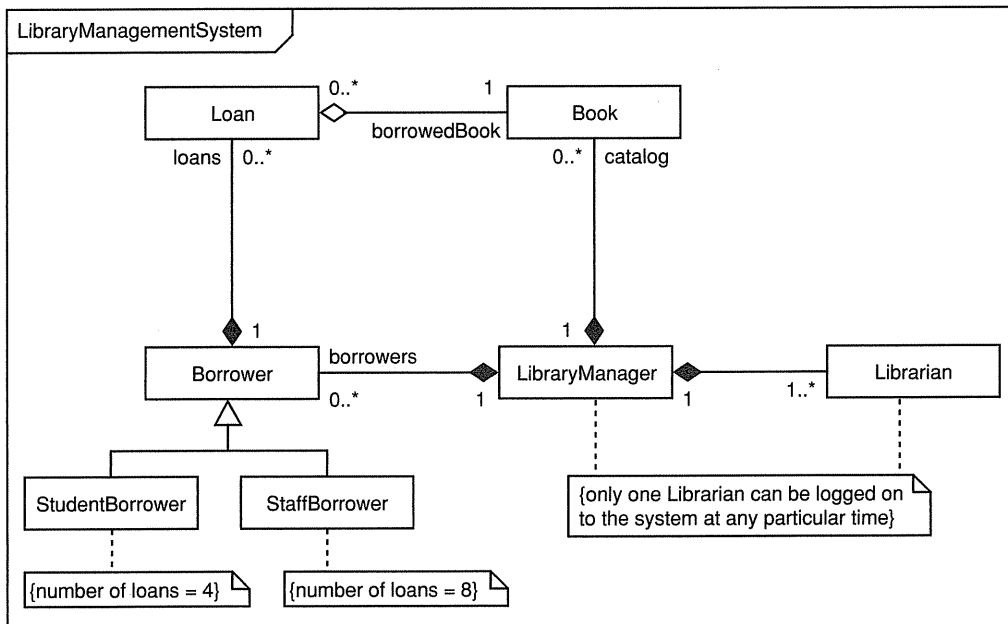 LibraryManagementSystem
0..* 1
Loan Book
borrowedBook
loans 0..* 0..* catalog
1 1
Borrower borrowers LibraryManager Librarian
0..* 1 1 1..*
StudentBorrower StaffBorrower
{only one Librarian can be logged on
to the system at any particular time}
{number of loans = 4} {number of loans = 8}